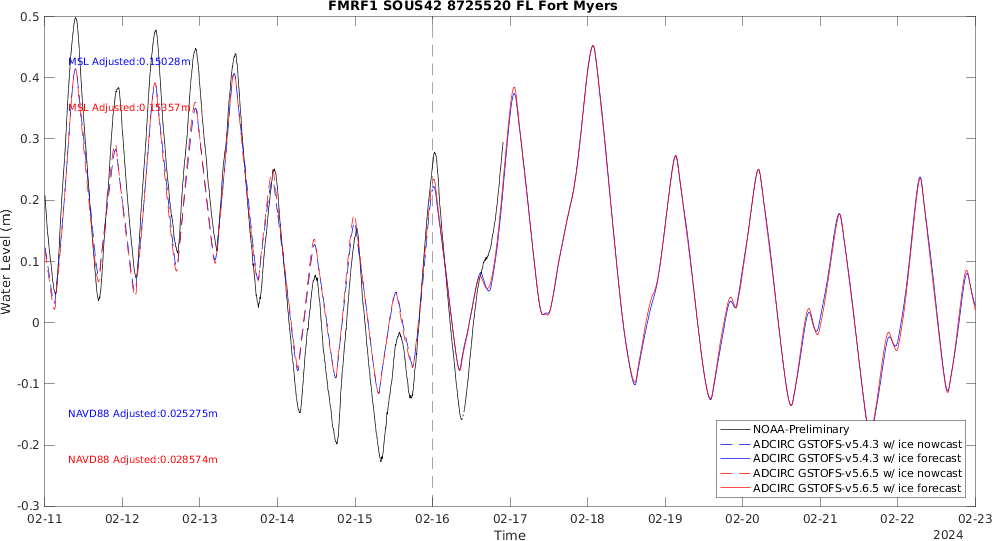 FMRF1 SOUS42 8725520 FL Fort Myers
0.5
0.4
0.3
0.2
0.1
0
-0.1
-0.2
-0.3
Water Level (m)
MSL Adjusted:0.15028m
MSL Adjusted:0.15357m
NAVD88 Adjusted:0.025275m
NAVD88 Adjusted:0.028574m
NOAA-Preliminary
ADCIRC GSTOFS-v5.4.3 w/ ice nowcast
ADCIRC GSTOFS-v5.4.3 w/ ice forecast
ADCIRC GSTOFS-v5.6.5 w/ ice nowcast
ADCIRC GSTOFS-v5.6.5 w/ ice forecast
02-11 02-12 02-13 02-14 02-15 02-16 02-17 02-18 02-19 02-20 02-21 02-22 02-23
Time
2024